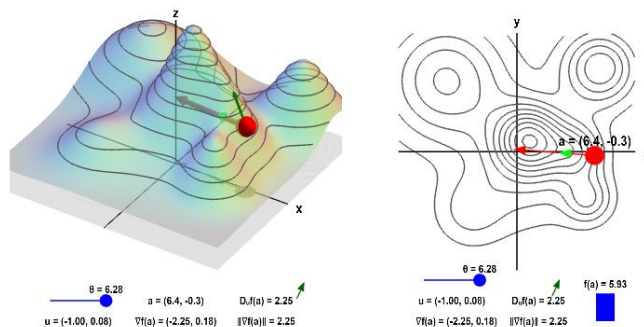 z
x
θ = 6.28
a = (6.4, -0.3)
Dᵤf(a) = 2.25
u = (-1.00, 0.08)
∇f(a) = (-2.25, 0.18)
‖∇f(a)‖ = 2.25
y
a = (6.4, -0.3)
θ = 6.28
Dᵤf(a) = 2.25
f(a) = 5.93
u = (-1.00, 0.08)
∇f(a) = (-2.25, 0.18)
‖∇f(a)‖ = 2.25